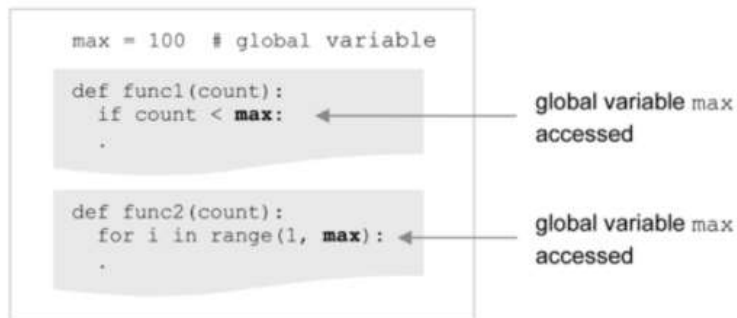 max = 100 # global variable
def func1(count):
if count < max:
.
global variable max
accessed
def func2(count):
for i in range(1, max):
.
global variable max
accessed